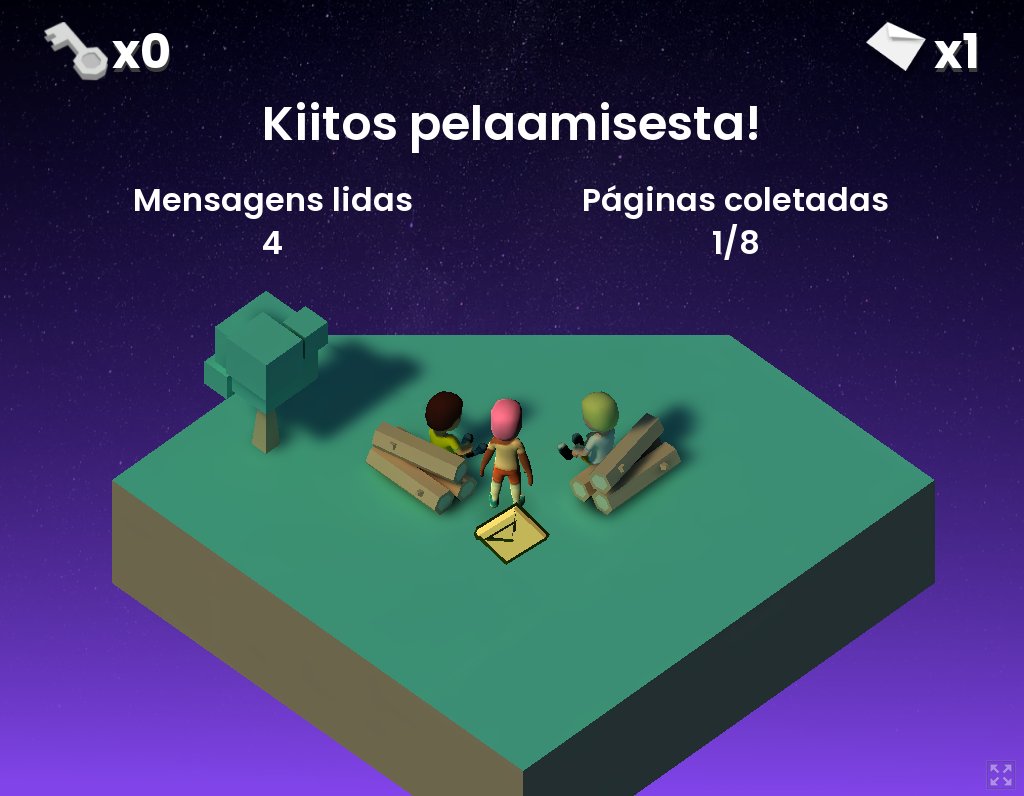 x0
x1
Kiitos pelaamisesta!
Mensagens lidas
4
Páginas coletadas
1/8